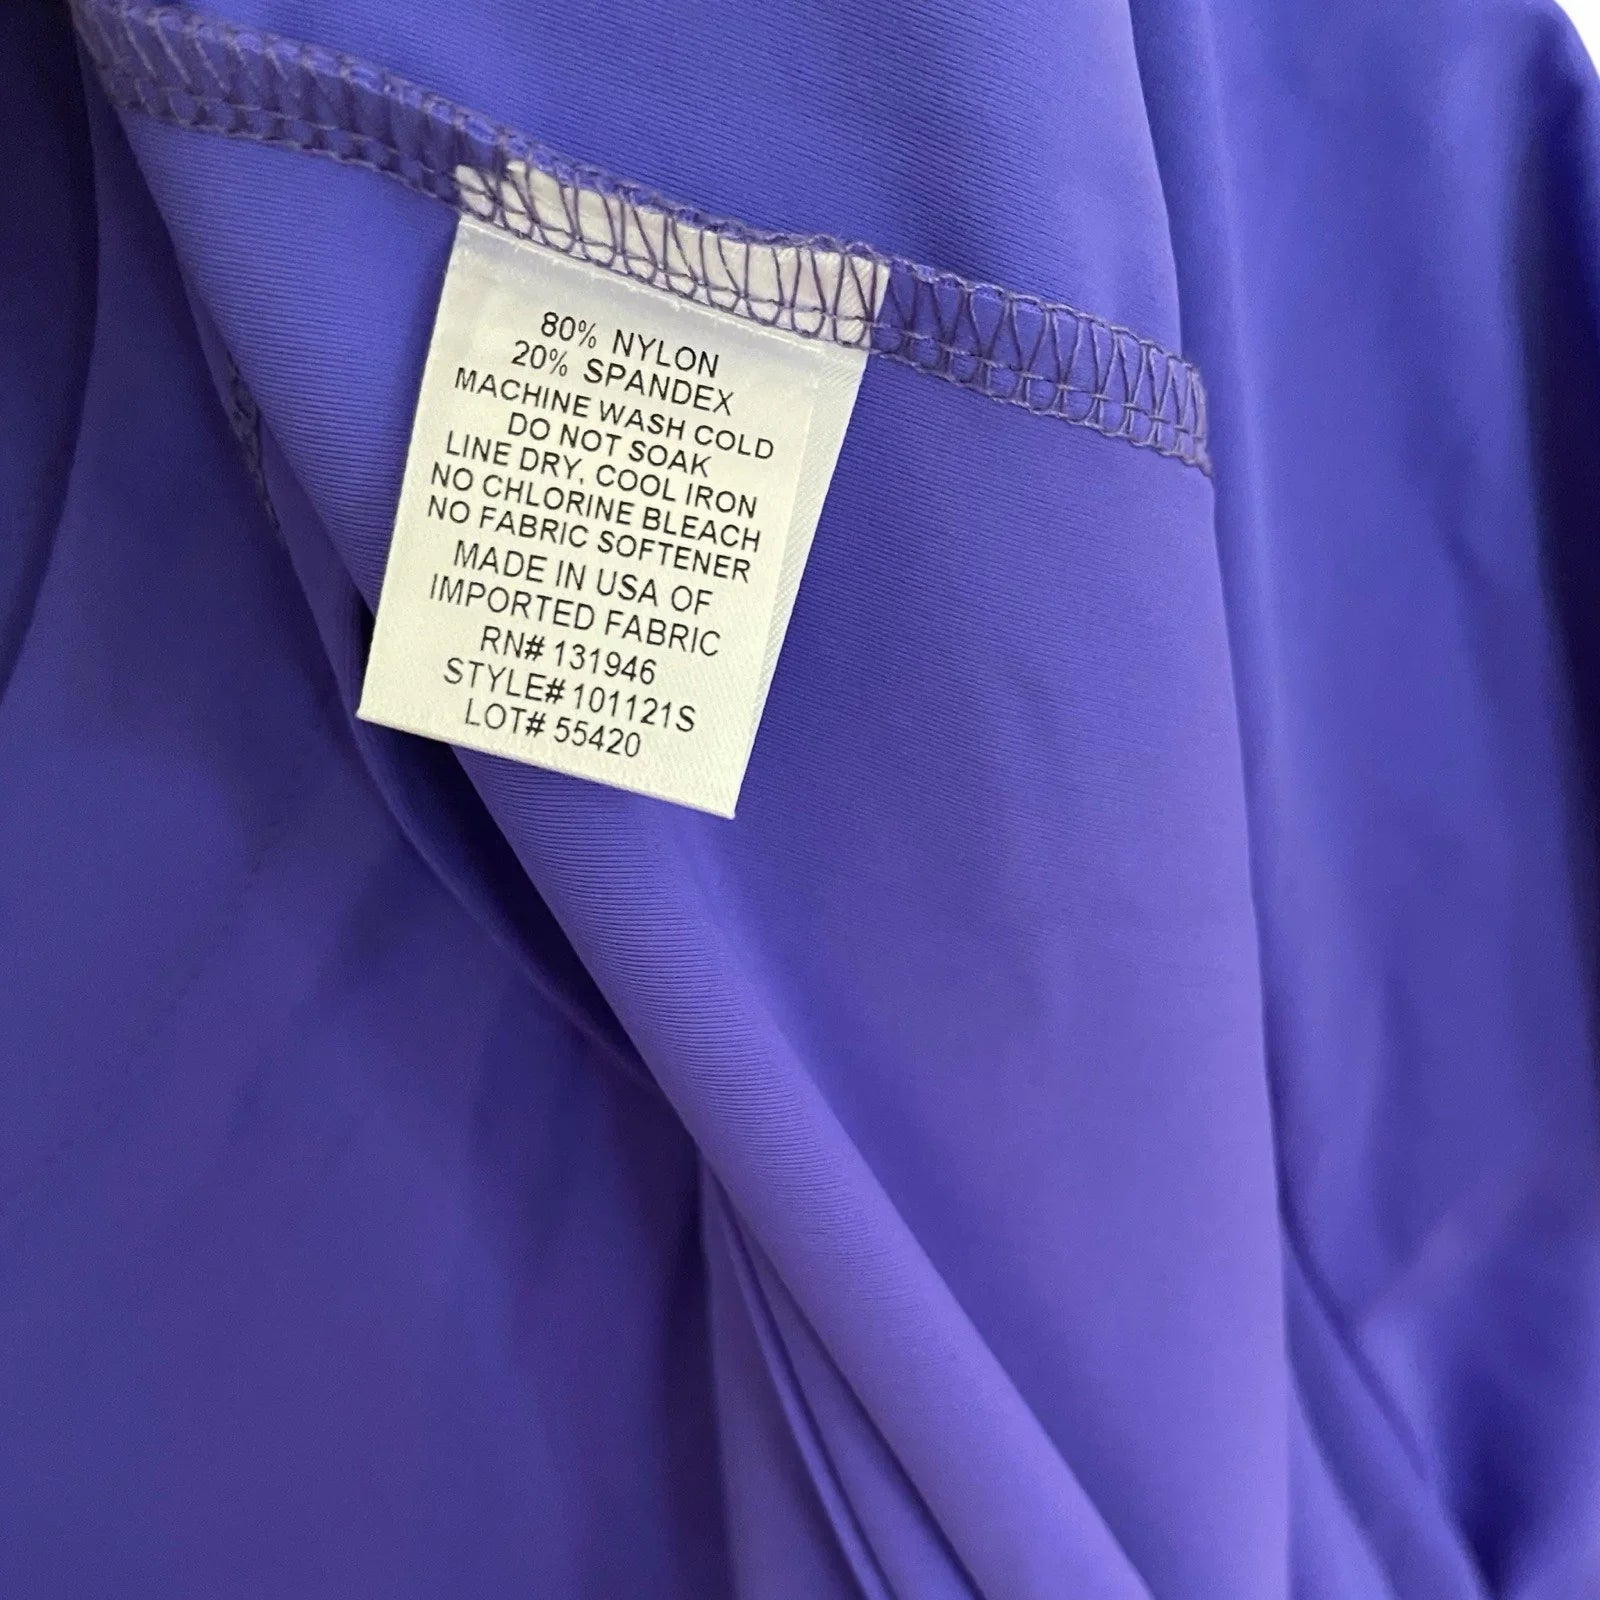 80% NYLON
20% SPANDEX
MACHINE WASH COLD
DO NOT SOAK
LINE DRY, COOL IRON
NO CHLORINE BLEACH
NO FABRIC SOFTENER
MADE IN USA OF
IMPORTED FABRIC
RN# 131946
STYLE# 101121S
LOT# 55420